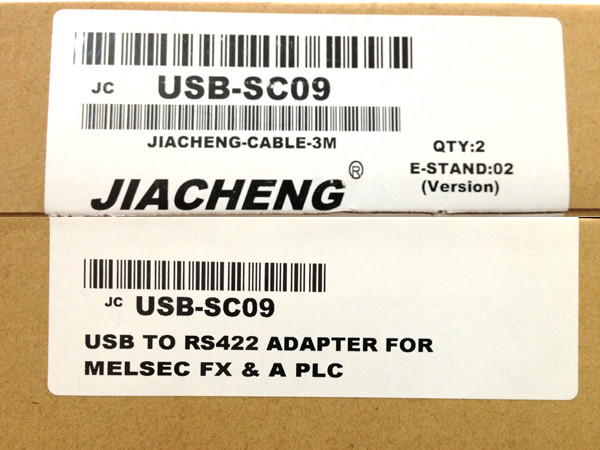 JC USB-SC09
JIACHENG-CABLE-3M
QTY:2
E-STAND:02
(Version)
JIACHENG®
JC USB-SC09
USB TO RS422 ADAPTER FOR
MELSEC FX & A PLC